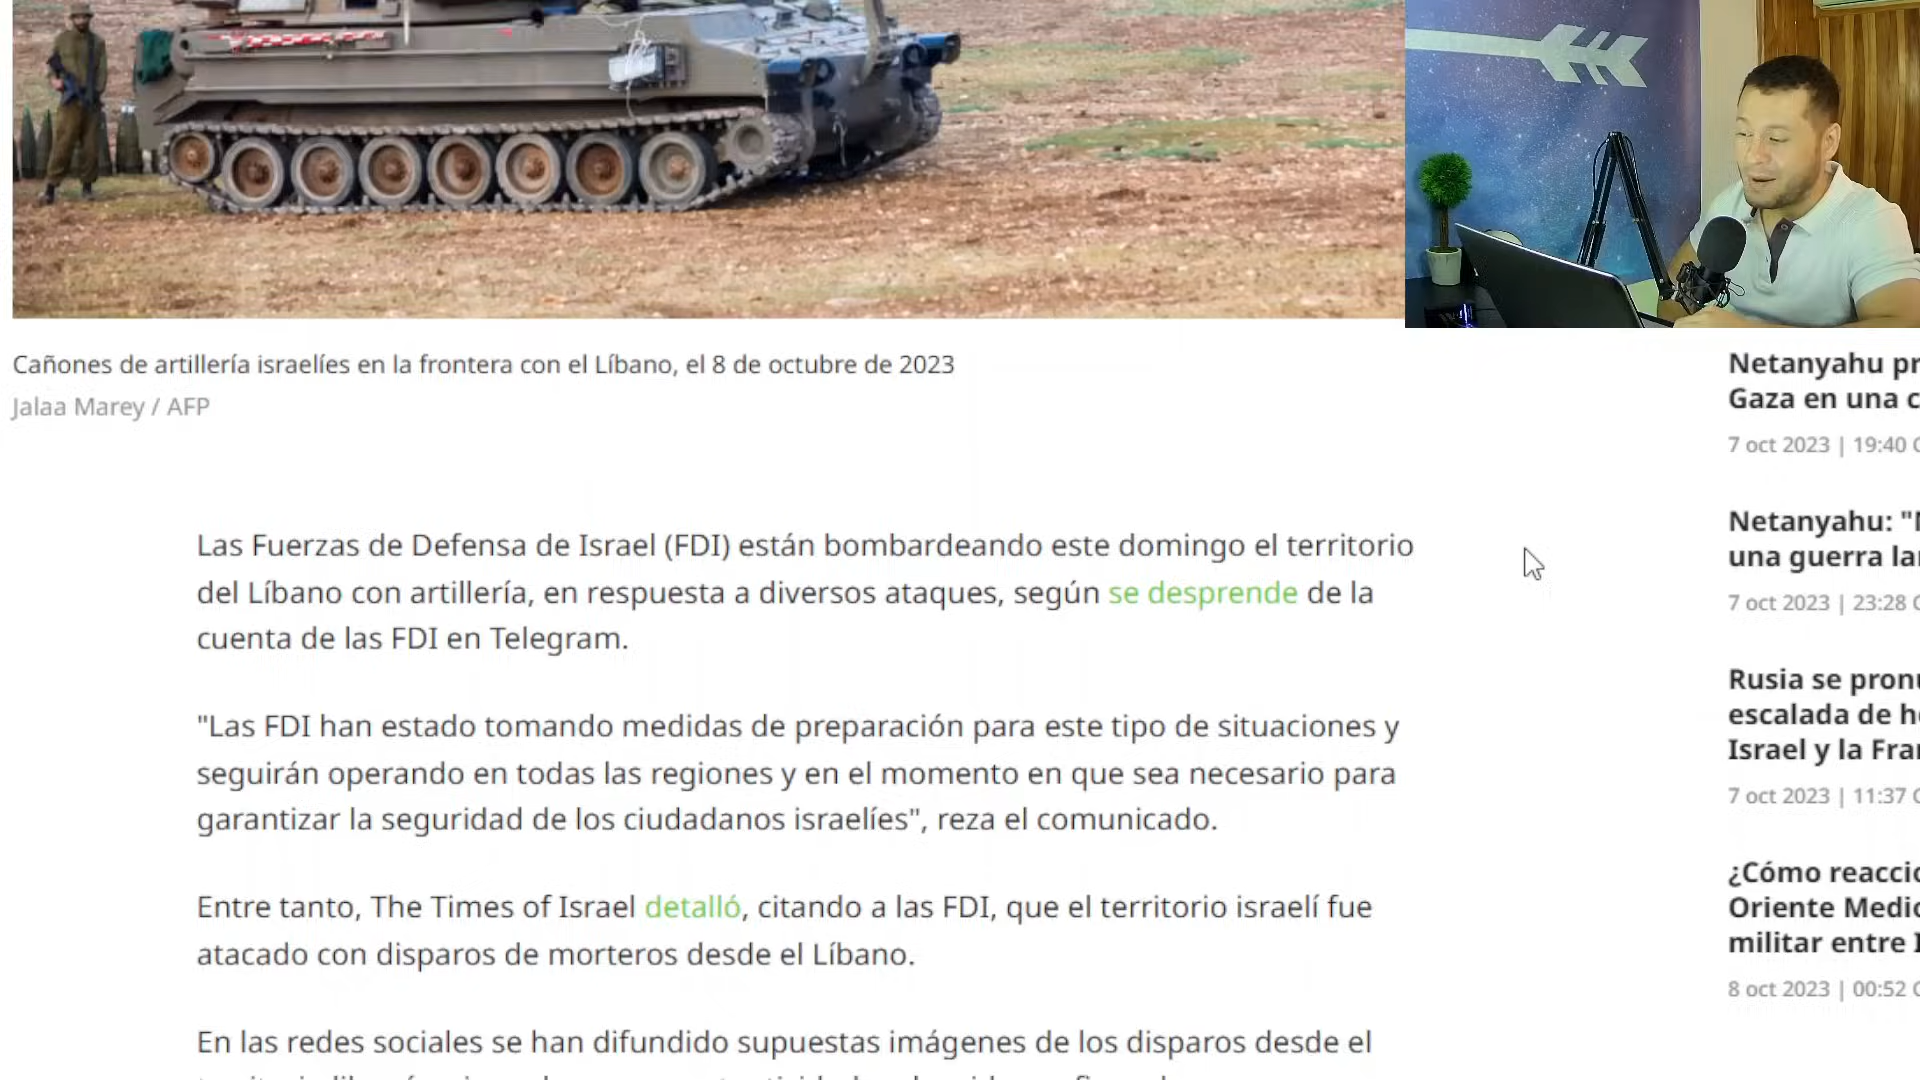 Cañones de artillería israelíes en la frontera con el Líbano, el 8 de octubre de 2023
Jalaa Marey / AFP
Las Fuerzas de Defensa de Israel (FDI) están bombardeando este domingo el territorio
del Líbano con artillería, en respuesta a diversos ataques, según se desprende de la
cuenta de las FDI en Telegram.
"Las FDI han estado tomando medidas de preparación para este tipo de situaciones y
seguirán operando en todas las regiones y en el momento en que sea necesario para
garantizar la seguridad de los ciudadanos israelíes", reza el comunicado.
Entre tanto, The Times of Israel detalló, citando a las FDI, que el territorio israelí fue
atacado con disparos de morteros desde el Líbano.
En las redes sociales se han difundido supuestas imágenes de los disparos desde el
Netanyahu pr
Gaza en una c
7 oct 2023 | 19:40
Netanyahu: "
una guerra la
7 oct 2023 | 23:28
Rusia se pron
escalada de h
Israel y la Fra
7 oct 2023 | 11:37
¿Cómo reacci
Oriente Medi
militar entre
8 oct 2023 | 00:52